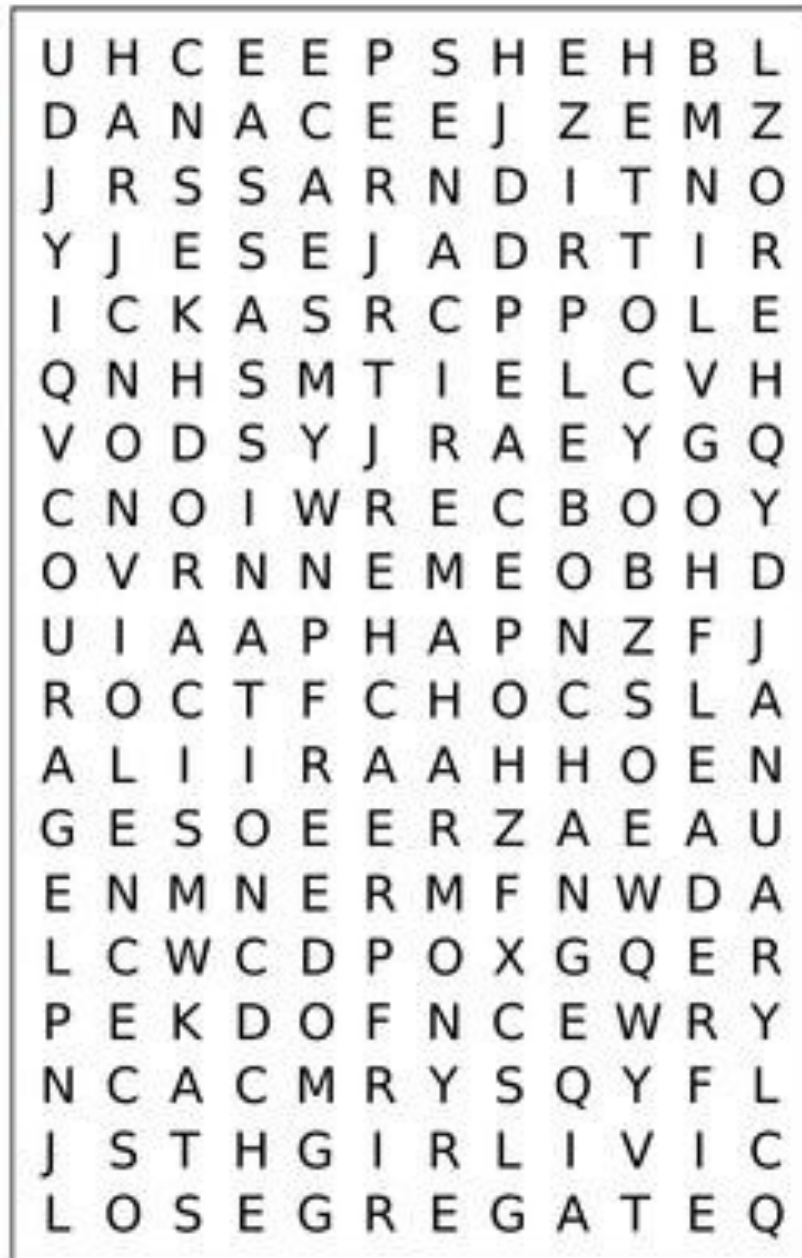 U H C E E P S H E H B L
D A N A C E E J Z E M Z
J R S S A R N D I T N O
Y J E S E J A D R T I R
I C K A S R C P P O L E
Q N H S M T I E L C V H
V O D S Y J R A E Y G Q
C N O I W R E C B O O Y
O V R N N E M E O B H D
U I A A P H A P N Z F J
R O C T F C H O C S L A
A L I I R A A H H O E N
G E S O E E R Z A E A U
E N M N E R M F N W D A
L C W C D P O X G Q E R
P E K D O F N C E W R Y
N C A C M R Y S Q Y F L
J S T H G I R L I V I C
L O S E G R E G A T E Q